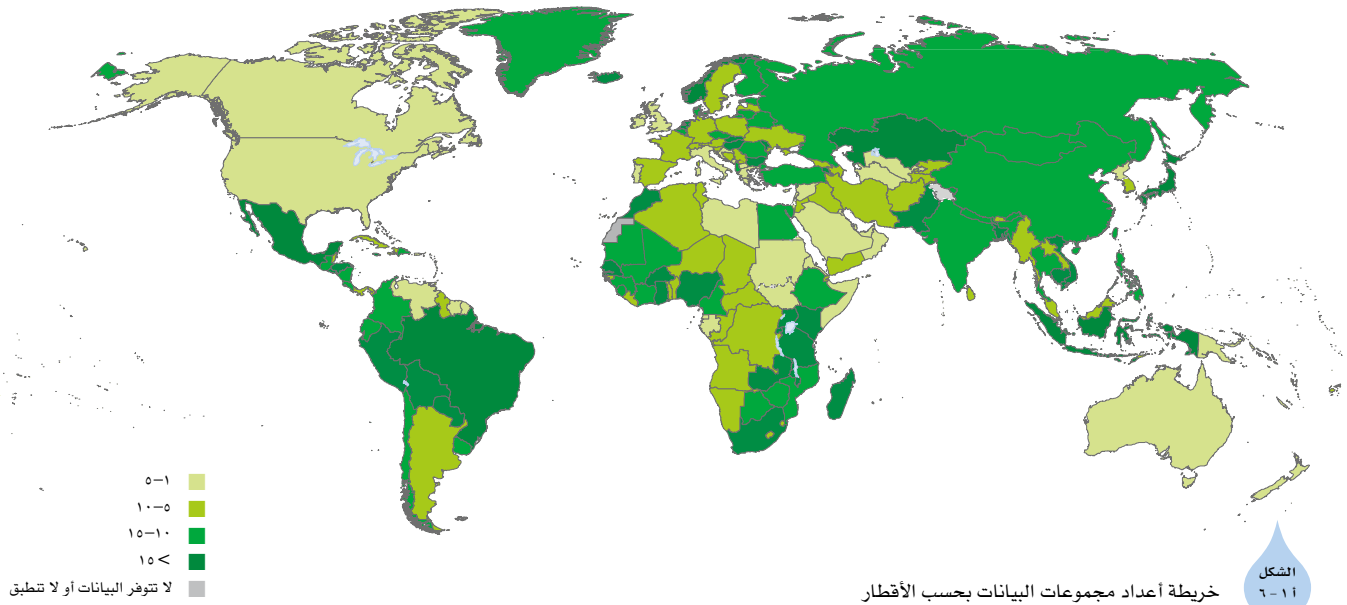 ١–٥
٥–١٠
١٠–١٥
> ١٥
لا تتوفر البيانات أو لا تنطبق
الشكل
أ ١ – ٦
خريطة أعداد مجموعات البيانات بحسب الأقطار